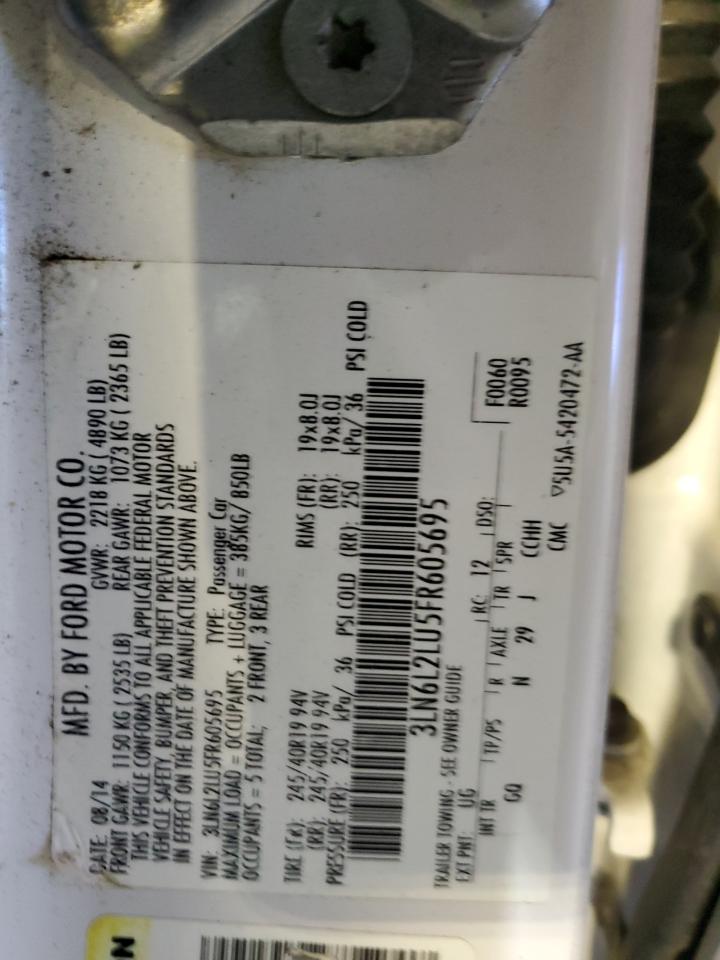 MFD. BY FORD MOTOR CO.
DATE: 08/14 GVWR: 2218 KG ( 4890 LB)
FRONT GAWR: 1150 KG ( 2535 LB) REAR GAWR: 1073 KG ( 2365 LB)
THIS VEHICLE CONFORMS TO ALL APPLICABLE FEDERAL MOTOR
VEHICLE SAFETY, BUMPER, AND THEFT PREVENTION STANDARDS
IN EFFECT ON THE DATE OF MANUFACTURE SHOWN ABOVE.
VIN: 3LN6L2LU5FR605695 TYPE: Passenger Car
MAXIMUM LOAD = OCCUPANTS + LUGGAGE = 385KG/ 850LB
OCCUPANTS = 5 TOTAL; 2 FRONT, 3 REAR
TIRE (FR): 245/40R19 94V RIMS (FR): 19x8.0J
(RR): 245/40R19 94V (RR): 19x8.0J
PRESSURE (FR): 250 kPa/ 36 PSI COLD (RR): 250 kPa/ 36 PSI COLD
3LN6L2LU5FR605695
TRAILER TOWING - SEE OWNER GUIDE
EXT PNT: UG RC: 12 DSO: F0060
INT TR TP/PS R AXLE TR SPR R0095
GQ N 29 J CCHH
CMC ▽5U5A-5420472-AA
N